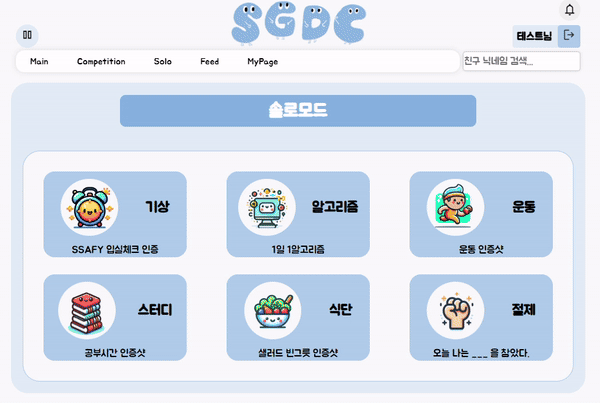 SGDC
테스트닝
Main Competition Solo Feed MyPage
친구 닉네임 검색...
솔로모드
기상
SSAFY 입실체크 인증
알고리즘
1일 1알고리즘
운동
운동 인증샷
스터디
공부시간 인증샷
식단
샐러드 빈그릇 인증샷
절제
오늘 나는 ___ 을 참았다.